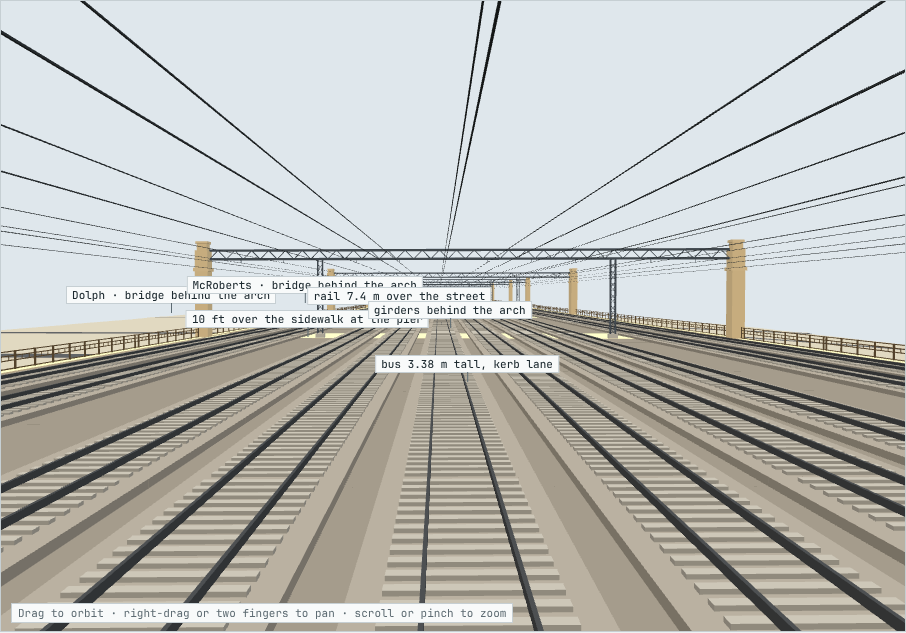 McRoberts · bridge behind the arch
Dolph · bridge behind the arch
rail 7.4 m over the street
girders behind the arch
10 ft over the sidewalk at the pier
bus 3.38 m tall, kerb lane
Drag to orbit · right-drag or two fingers to pan · scroll or pinch to zoom